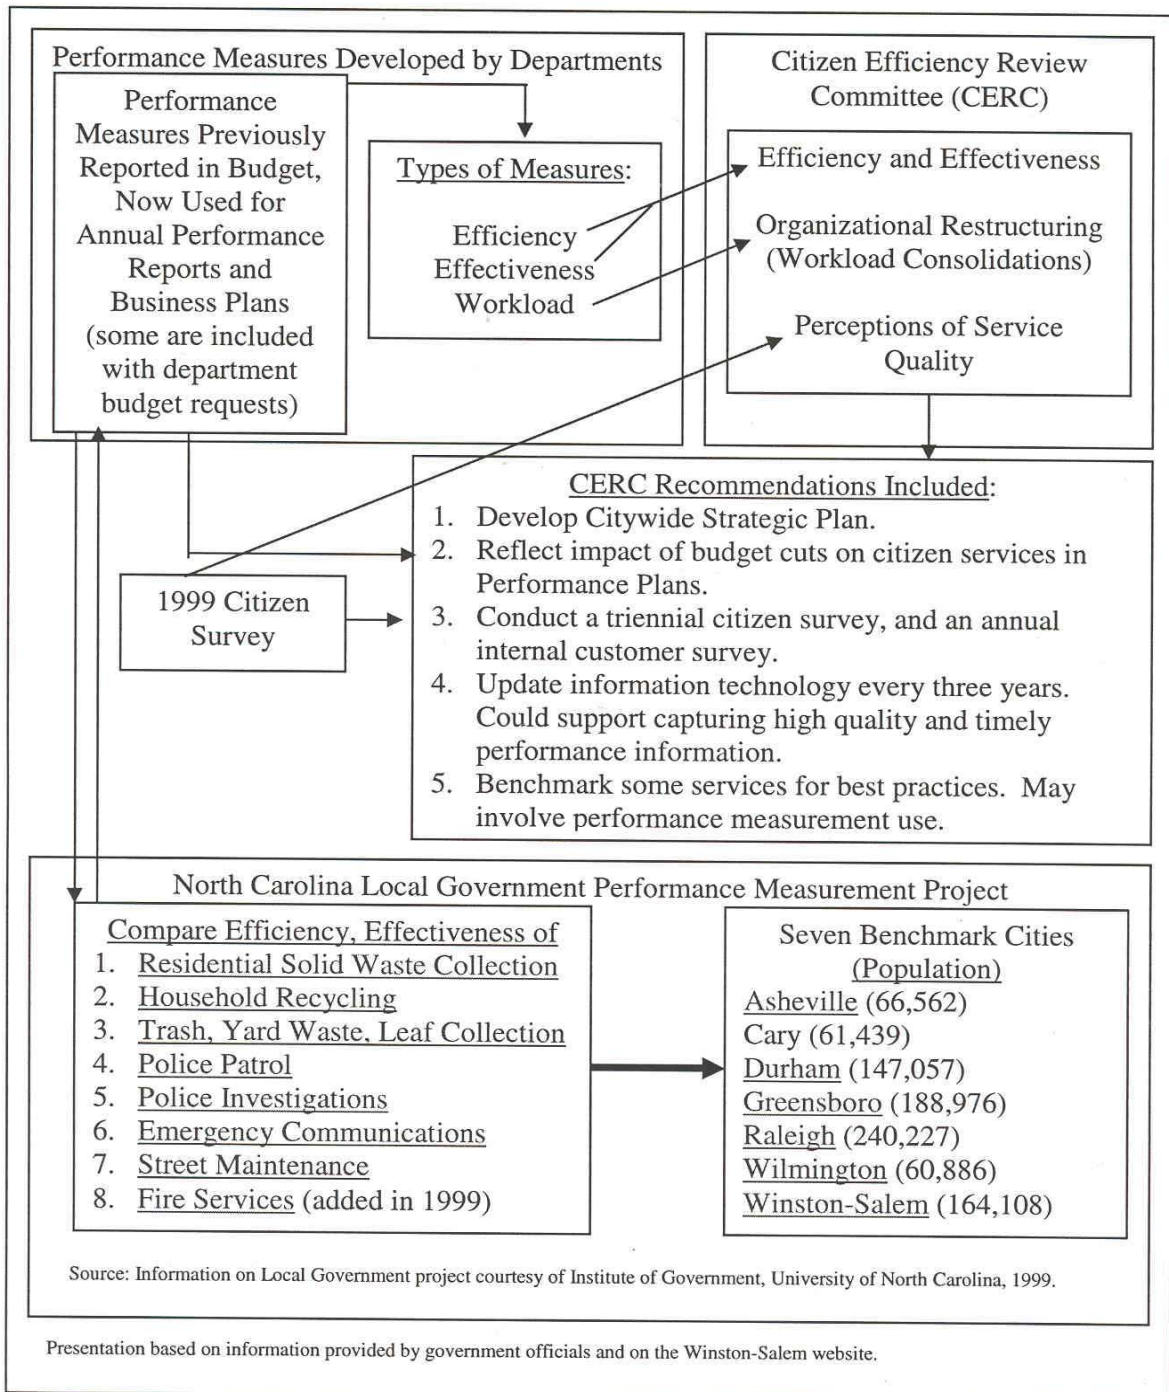 Performance Measures Developed by Departments
Performance
Measures Previously
Reported in Budget,
Now Used for
Annual Performance
Reports and
Business Plans
(some are included
with department
budget requests)
Types of Measures:
Efficiency
Effectiveness
Workload
Citizen Efficiency Review
Committee (CERC)
Efficiency and Effectiveness
Organizational Restructuring
(Workload Consolidations)
Perceptions of Service
Quality
1999 Citizen
Survey
CERC Recommendations Included:
1. Develop Citywide Strategic Plan.
2. Reflect impact of budget cuts on citizen services in
Performance Plans.
3. Conduct a triennial citizen survey, and an annual
internal customer survey.
4. Update information technology every three years.
Could support capturing high quality and timely
performance information.
5. Benchmark some services for best practices. May
involve performance measurement use.
North Carolina Local Government Performance Measurement Project
Compare Efficiency, Effectiveness of
1. Residential Solid Waste Collection
2. Household Recycling
3. Trash, Yard Waste, Leaf Collection
4. Police Patrol
5. Police Investigations
6. Emergency Communications
7. Street Maintenance
8. Fire Services (added in 1999)
Seven Benchmark Cities
(Population)
Asheville (66,562)
Cary (61,439)
Durham (147,057)
Greensboro (188,976)
Raleigh (240,227)
Wilmington (60,886)
Winston-Salem (164,108)
Source: Information on Local Government project courtesy of Institute of Government, University of North Carolina, 1999.
Presentation based on information provided by government officials and on the Winston-Salem website.